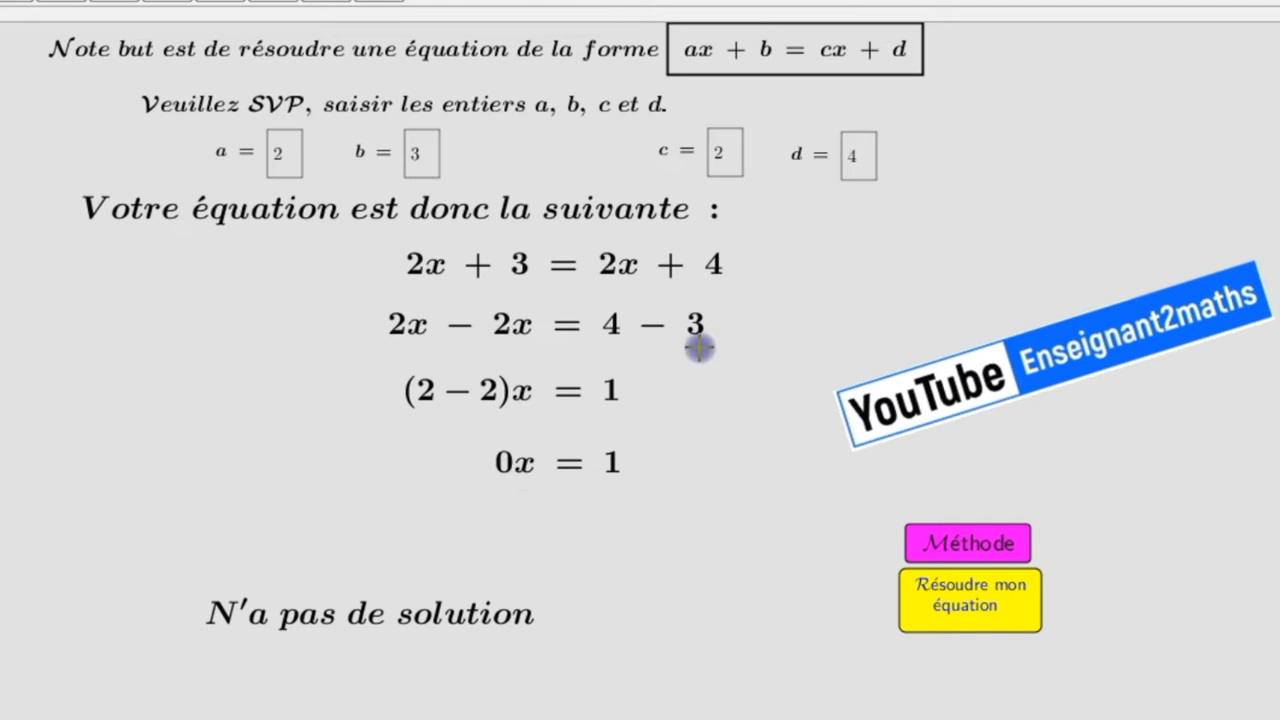 Note but est de résoudre une équation de la forme ax + b = cx + d
Veuillez SVP, saisir les entiers a, b, c et d.
a = 2 b = 3 c = 2 d = 4
Votre équation est donc la suivante :
2x + 3 = 2x + 4
2x − 2x = 4 − 3
(2 − 2)x = 1
0x = 1
YouTube Enseignant2maths
Méthode
Résoudre mon
équation
N'a pas de solution